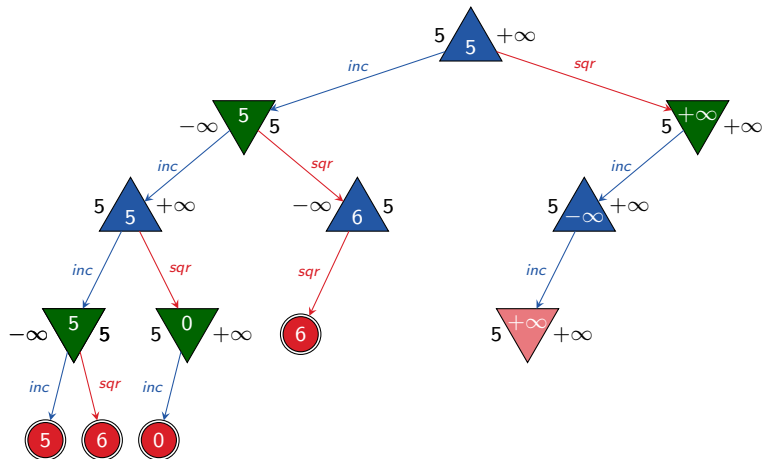 5 5 +∞
inc sqr
−∞ 5 5 5 +∞ +∞
inc sqr inc
5 5 +∞ −∞ 6 5 5 −∞ +∞
inc sqr sqr inc
−∞ 5 5 5 0 +∞ 6 5 +∞ +∞
inc sqr inc
5 6 0